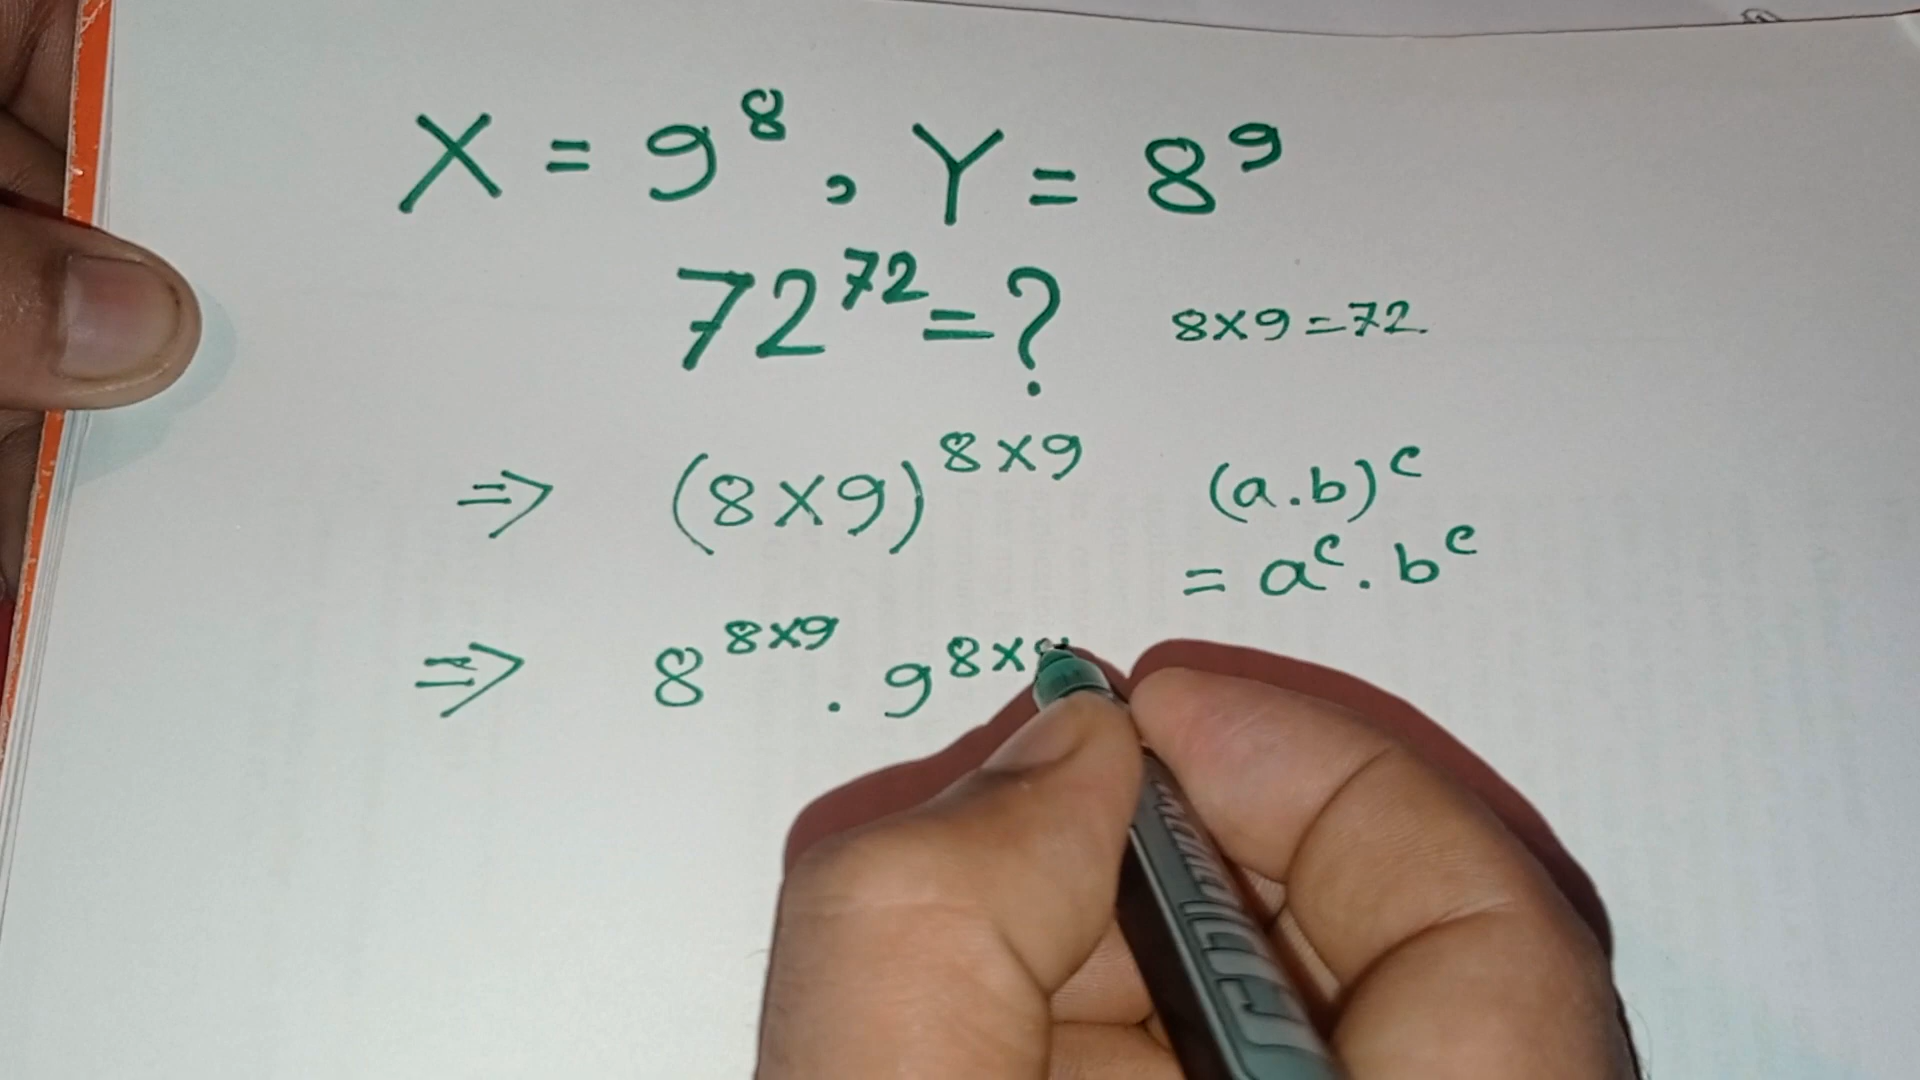 X = 9^8 , Y = 8^9
72^72 = ?
8×9=72
⇒ (8×9)^8×9
(a.b)^c
= a^c . b^c
⇒ 8^8×9 . 9^8×